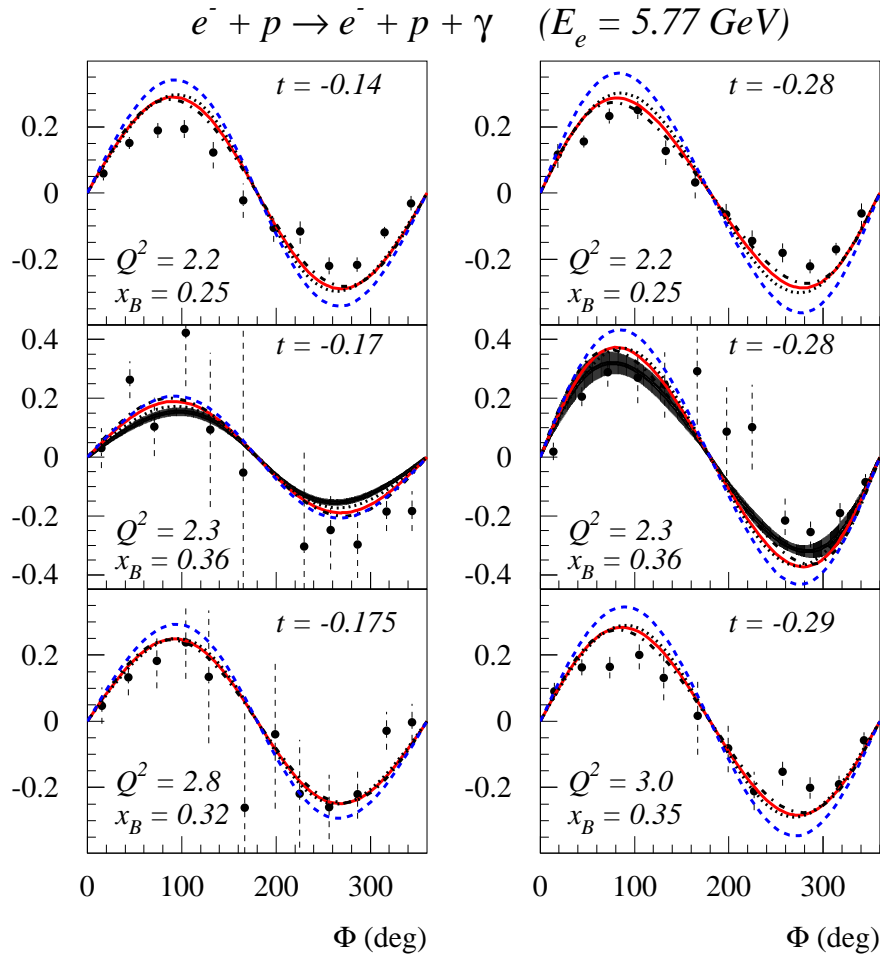 e⁻ + p → e⁻ + p + γ (E_e = 5.77 GeV)
t = -0.14
0.2
0
-0.2
Q² = 2.2
x_B = 0.25
t = -0.28
0.2
0
-0.2
Q² = 2.2
x_B = 0.25
t = -0.17
0.4
0.2
0
-0.2
-0.4
Q² = 2.3
x_B = 0.36
t = -0.28
0.4
0.2
0
-0.2
-0.4
Q² = 2.3
x_B = 0.36
t = -0.175
0.2
0
-0.2
Q² = 2.8
x_B = 0.32
0 100 200 300
Φ (deg)
t = -0.29
0.2
0
-0.2
Q² = 3.0
x_B = 0.35
0 100 200 300
Φ (deg)